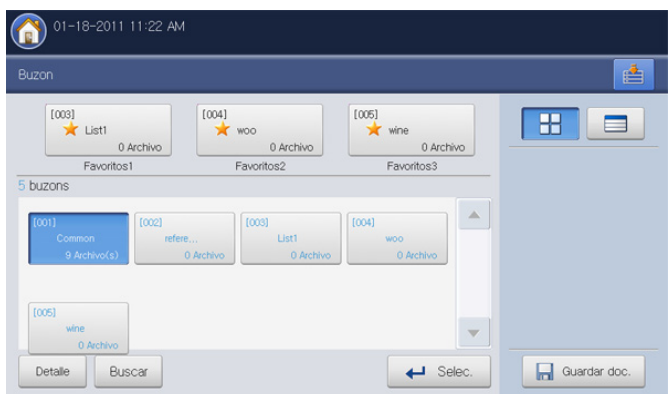 01-18-2011 11:22 AM
Buzon
[003] [004] [005]
List1 woo wine
0 Archivo 0 Archivo 0 Archivo
Favoritos1 Favoritos2 Favoritos3
5 buzons
[001] [002] [003] [004]
Common refere... List1 woo
9 Archivo(s) 0 Archivo 0 Archivo 0 Archivo
[005]
wine
0 Archivo
Detalle Buscar Selec. Guardar doc.